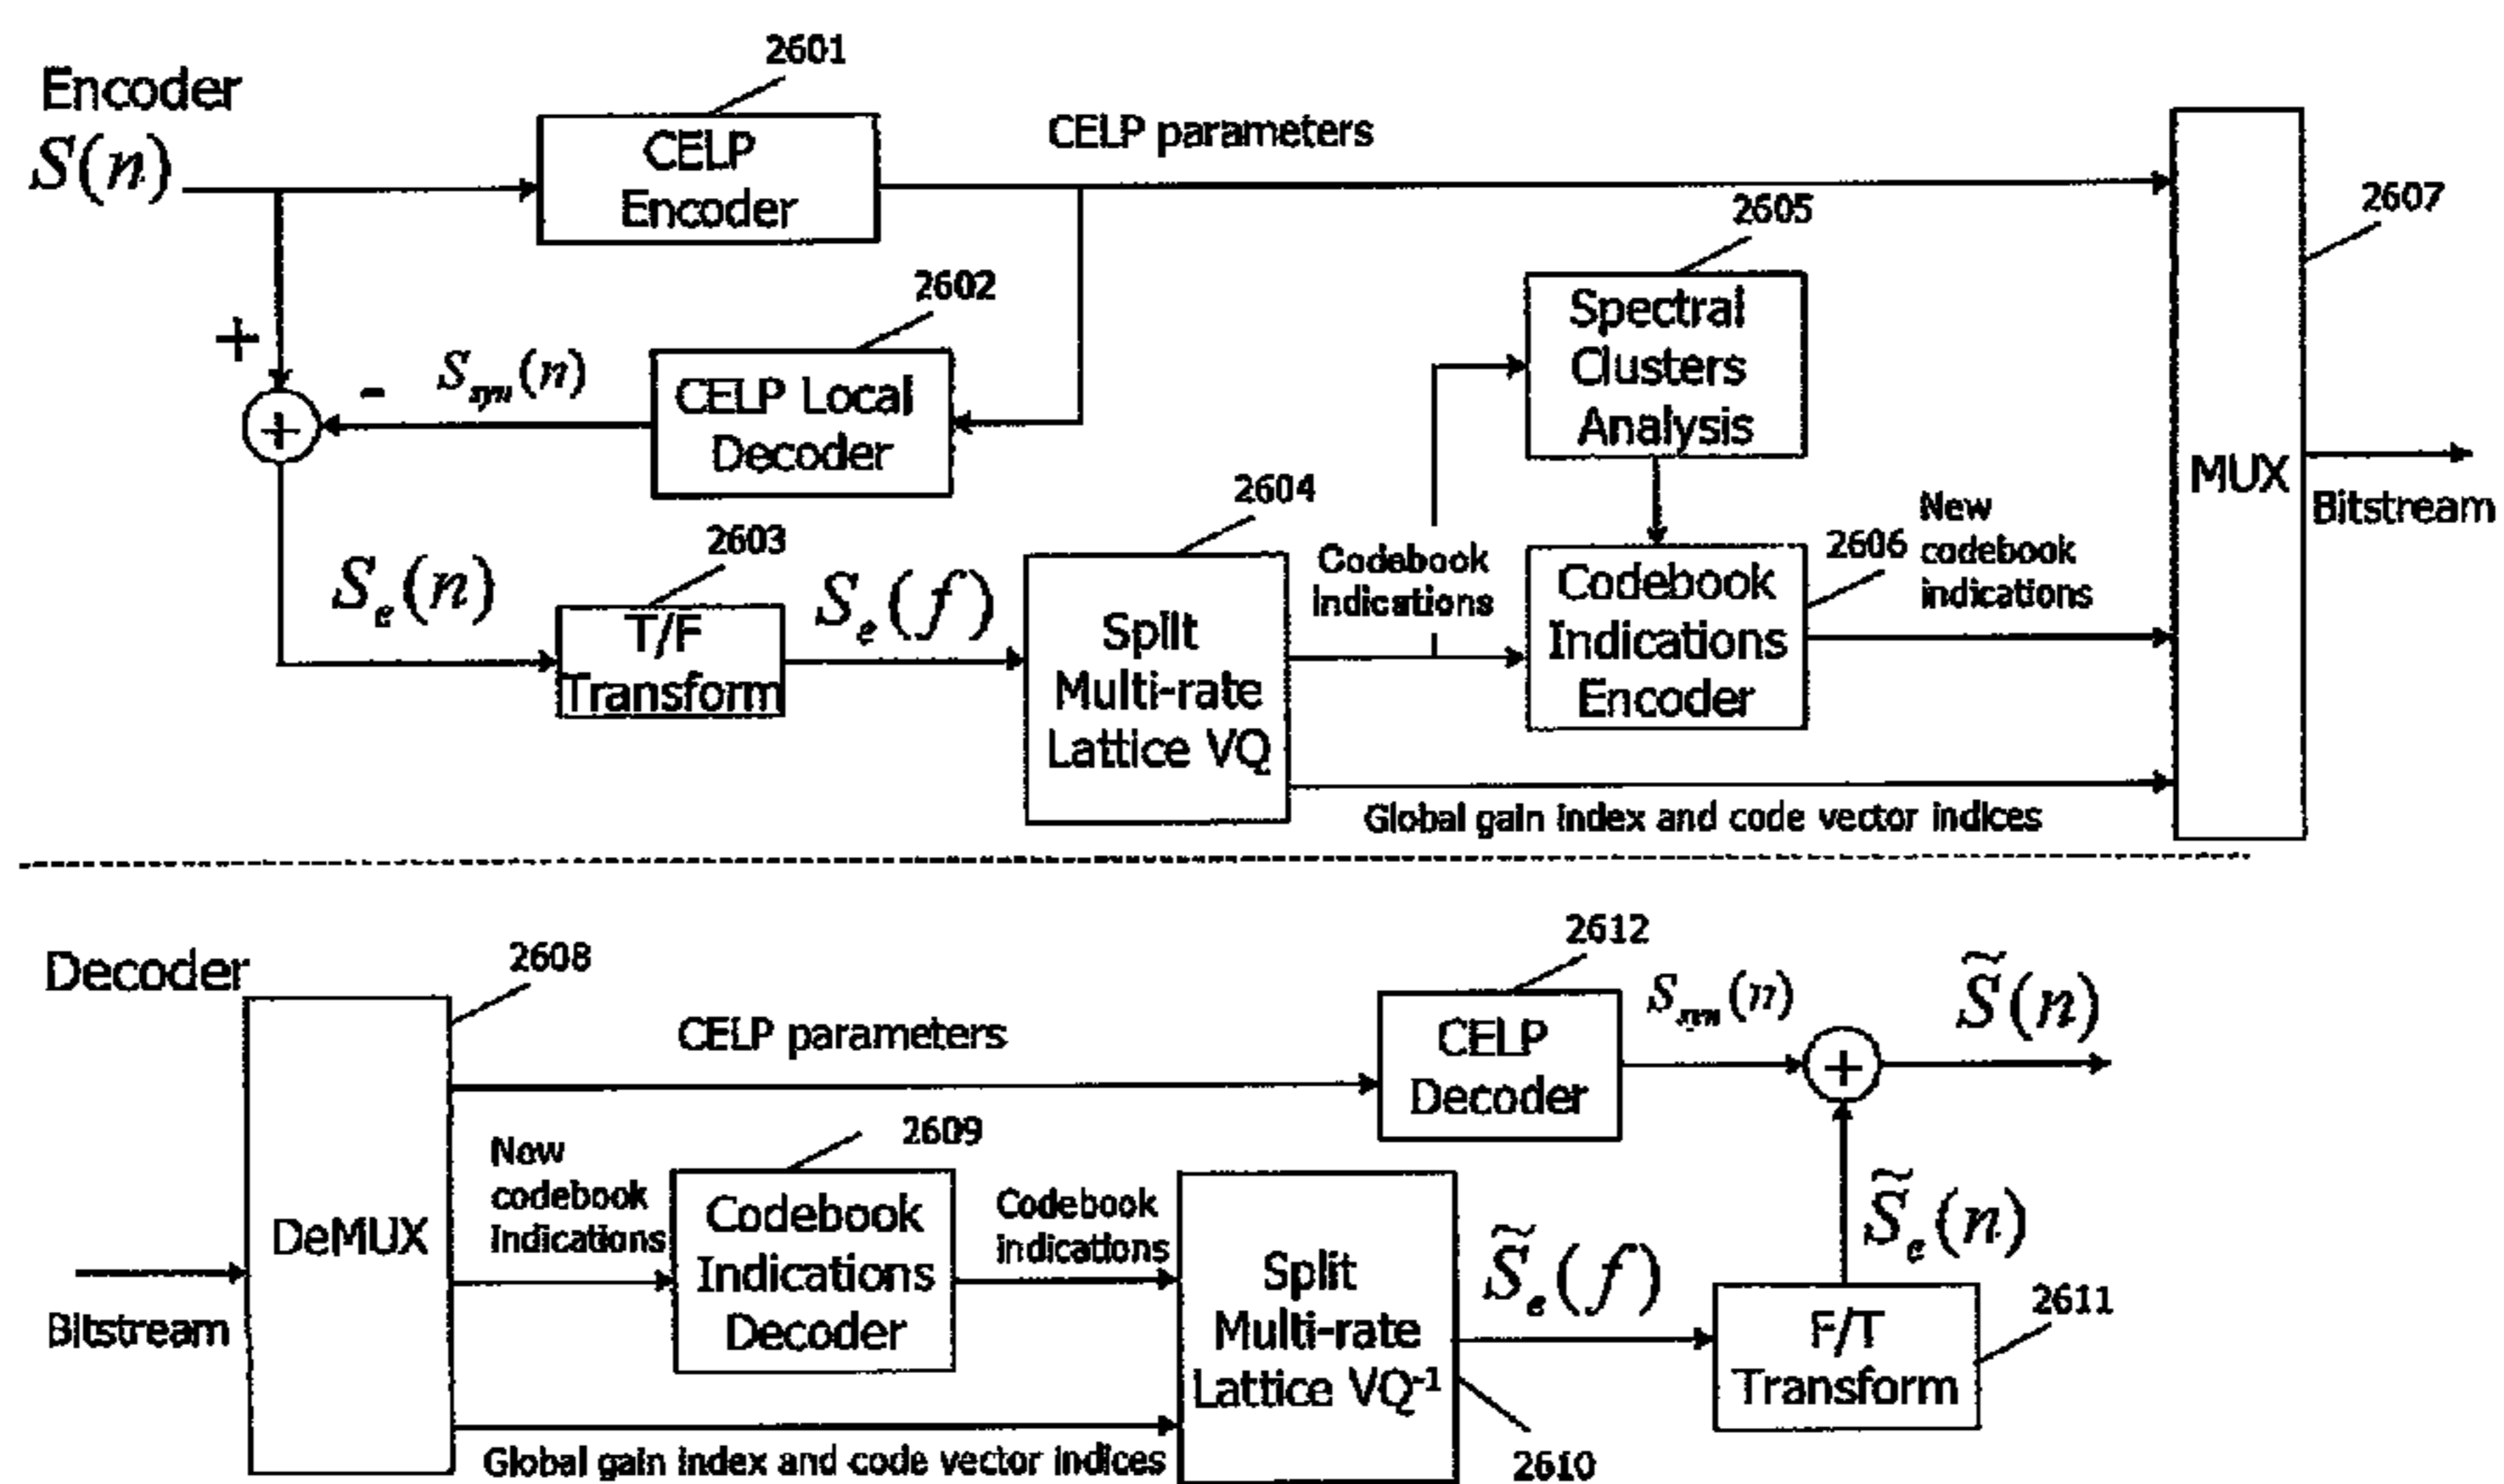 2601
Encoder
S(n)
CELP
Encoder
CELP parameters
2605
2607
2602
Spectral
Clusters
Analysis
+
-
S_syn(n)
CELP Local
Decoder
+
MUX
Bitstream
2604
2603
S_e(n)
T/F
Transform
S_e(f)
Split
Multi-rate
Lattice VQ
Codebook
indications
Codebook
Indications
Encoder
2606
New
codebook
indications
Global gain index and code vector indices
2612
Decoder
2608
CELP parameters
CELP
Decoder
S_syn(n)
S̃(n)
+
2609
New
codebook
Indications
Codebook
Indications
Decoder
Codebook
indications
DeMUX
Bitstream
Split
Multi-rate
Lattice VQ-1
S̃_e(f)
S̃_e(n)
2611
F/T
Transform
Global gain index and code vector indices
2610